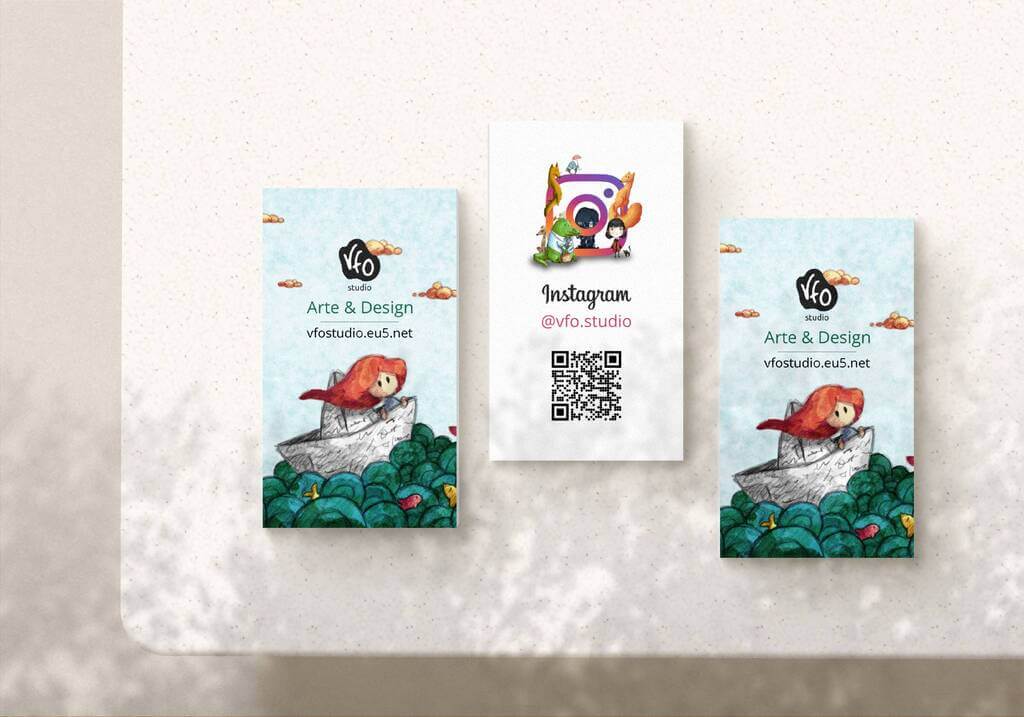 vfo
studio
Arte & Design
vfostudio.eu5.net
Instagram
@vfo.studio
vfo
studio
Arte & Design
vfostudio.eu5.net